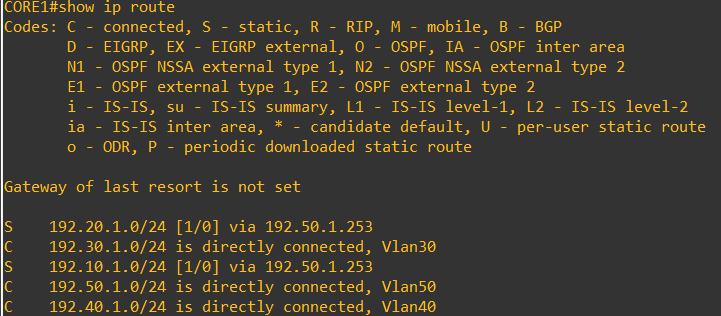 CORE1#show ip route
Codes: C - connected, S - static, R - RIP, M - mobile, B - BGP
       D - EIGRP, EX - EIGRP external, O - OSPF, IA - OSPF inter area
       N1 - OSPF NSSA external type 1, N2 - OSPF NSSA external type 2
       E1 - OSPF external type 1, E2 - OSPF external type 2
       i - IS-IS, su - IS-IS summary, L1 - IS-IS level-1, L2 - IS-IS level-2
       ia - IS-IS inter area, * - candidate default, U - per-user static route
       o - ODR, P - periodic downloaded static route
Gateway of last resort is not set
S    192.20.1.0/24 [1/0] via 192.50.1.253
C    192.30.1.0/24 is directly connected, Vlan30
S    192.10.1.0/24 [1/0] via 192.50.1.253
C    192.50.1.0/24 is directly connected, Vlan50
C    192.40.1.0/24 is directly connected, Vlan40